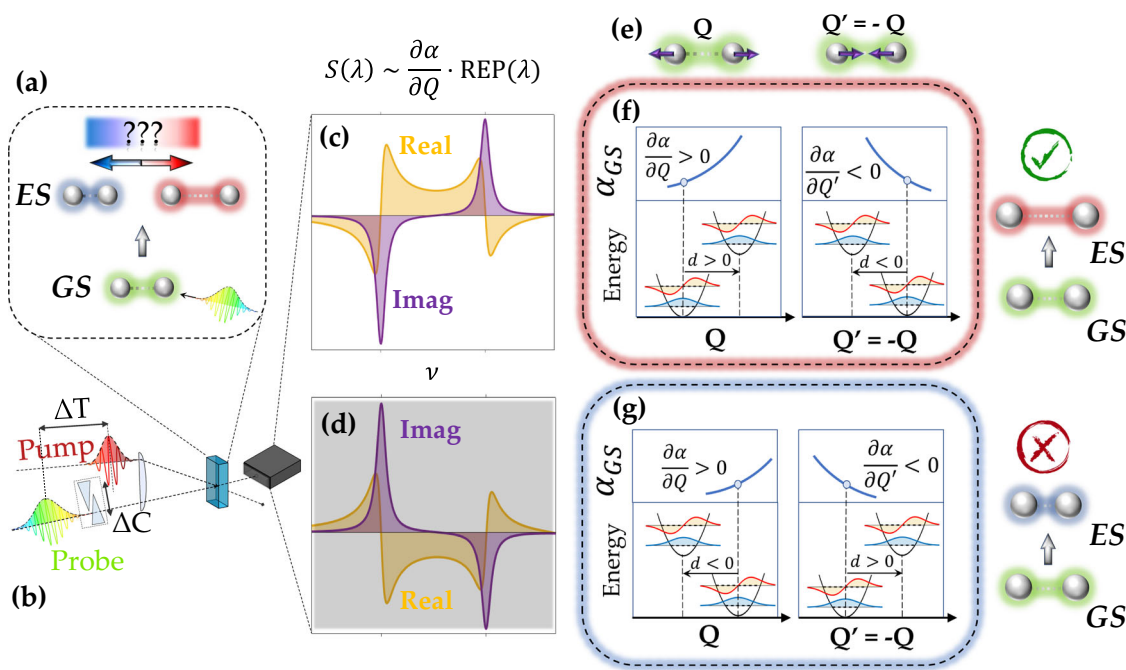 (a)
???
ES
GS
ΔT
Pump
ΔC
Probe
(b)
S(λ) ~ ∂α/∂Q · REP(λ)
(c)
Real
Imag
ν
(d)
Imag
Real
(e)
Q
Q' = - Q
(f)
α_GS
∂α/∂Q > 0
∂α/∂Q' < 0
Energy
d > 0
d < 0
Q
Q' = -Q
ES
GS
(g)
α_GS
∂α/∂Q > 0
∂α/∂Q' < 0
Energy
d < 0
d > 0
Q
Q' = -Q
ES
GS